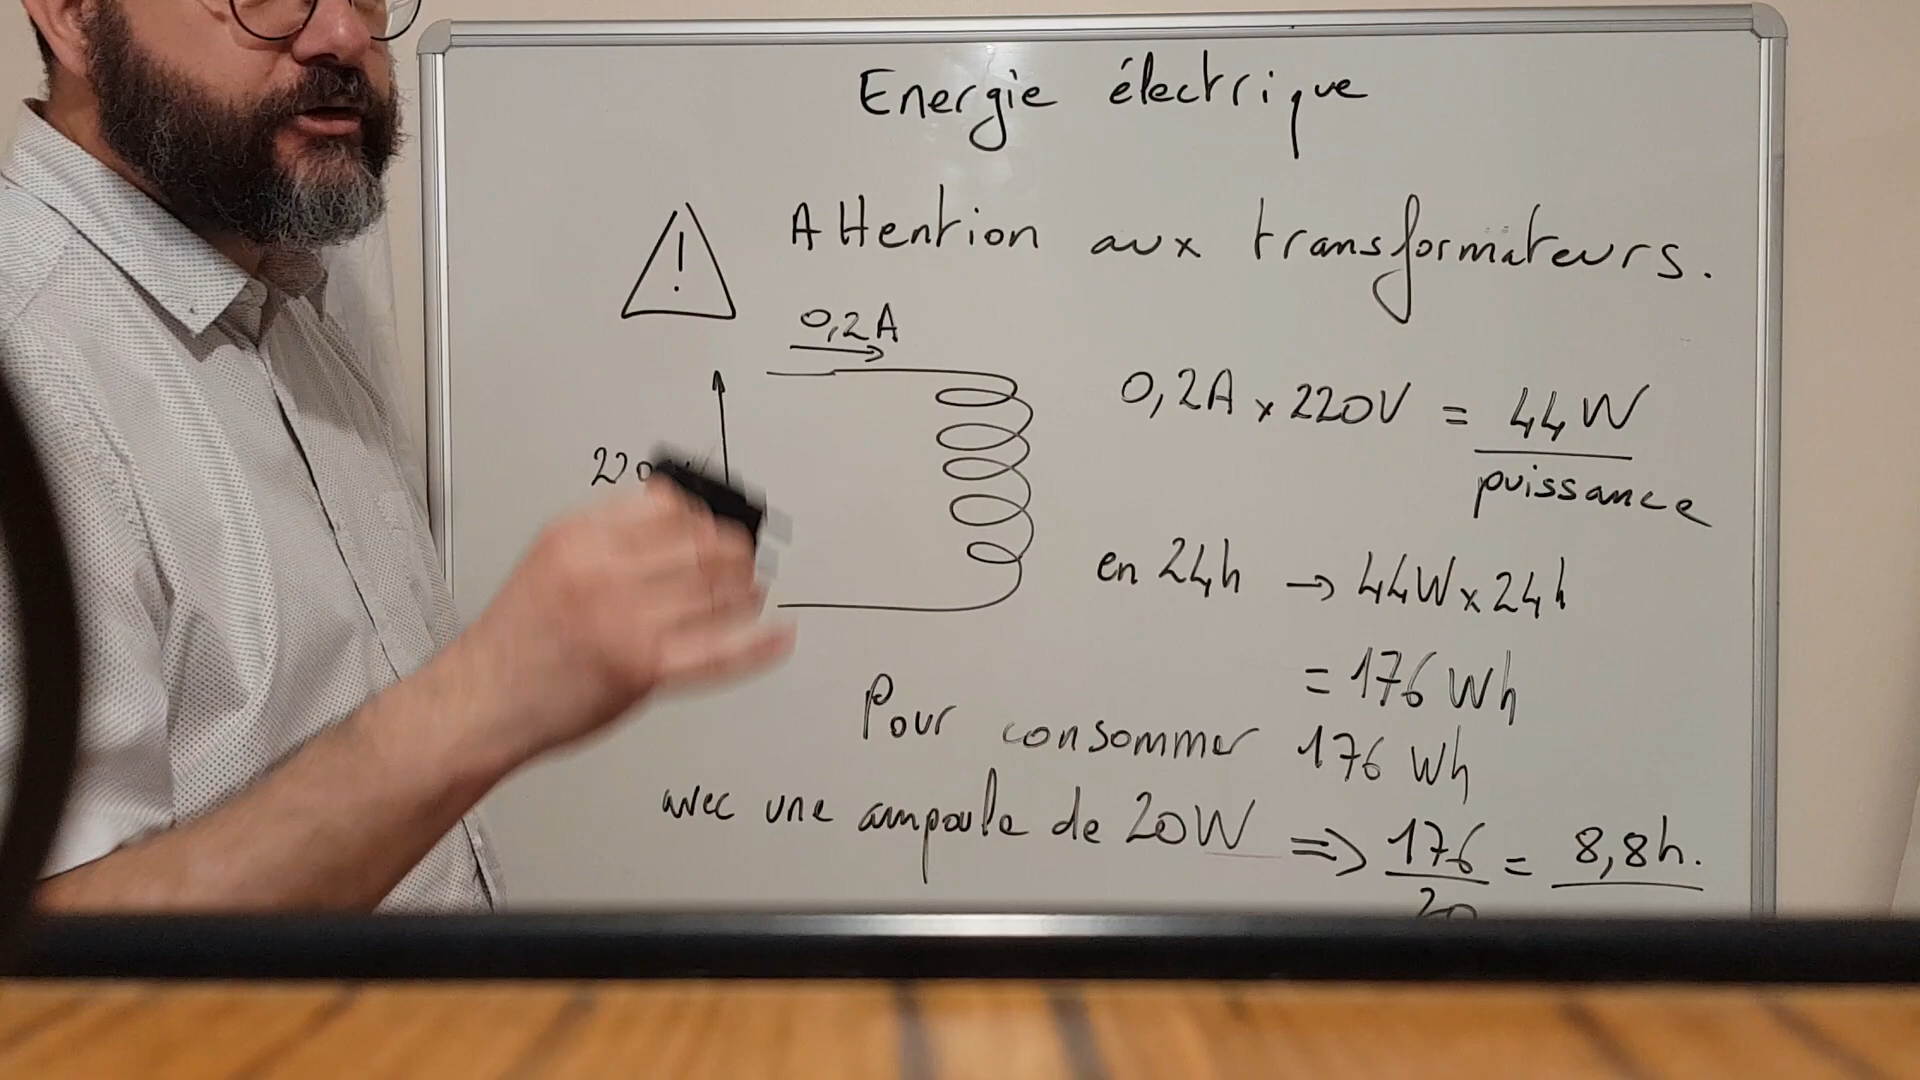 Energie électrique
! Attention aux transformateurs.
0,2A
0,2A x 220V = 44W
puissance
en 24h → 44W x 24h
= 176 Wh
Pour consommer 176 Wh
avec une ampoule de 20W => 176 = 8,8h.
20